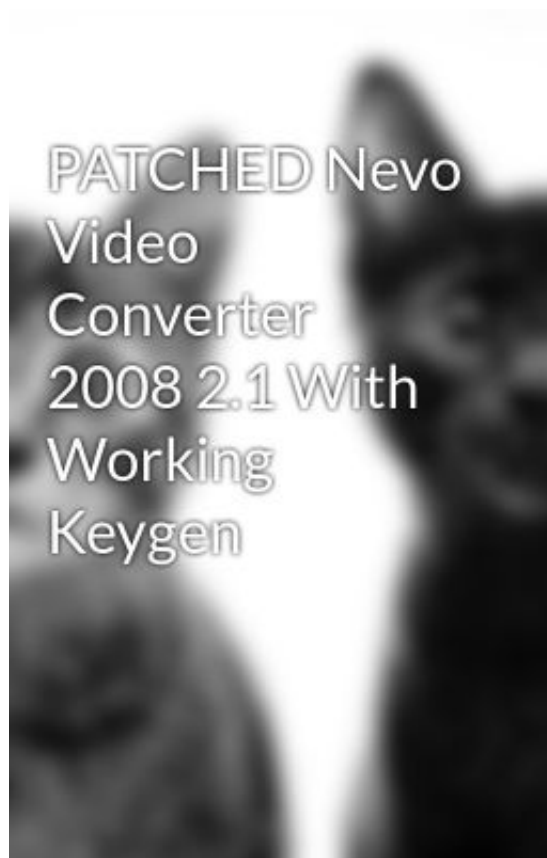 PATCHED Nevo
Video
Converter
2008 2.1 With
Working
Keygen